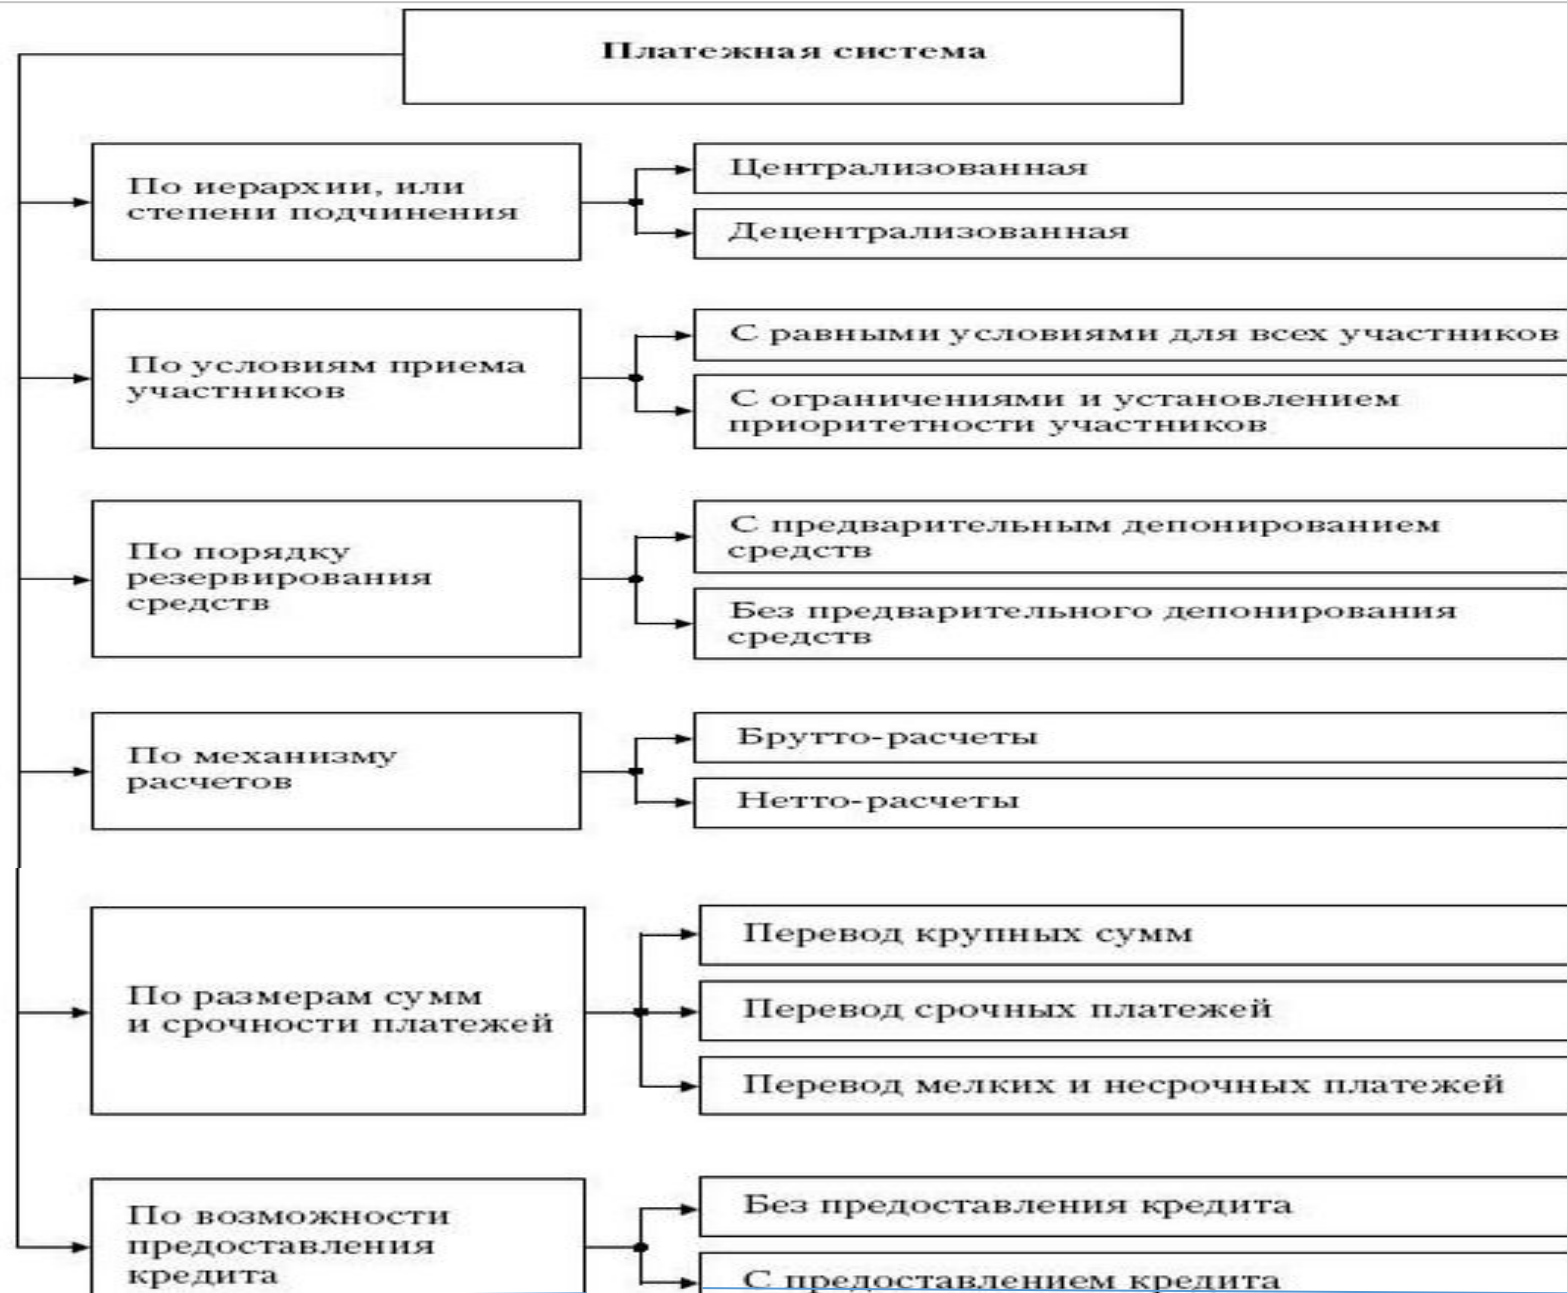 Платежная система
По иерархии, или
степени подчинения
Централизованная
Децентрализованная
По условиям приема
участников
С равными условиями для всех участников
С ограничениями и установлением
приоритетности участников
По порядку
резервирования
средств
С предварительным депонированием
средств
Без предварительного депонирования
средств
По механизму
расчетов
Брутто-расчеты
Нетто-расчеты
По размерам сумм
и срочности платежей
Перевод крупных сумм
Перевод срочных платежей
Перевод мелких и несрочных платежей
По возможности
предоставления
кредита
Без предоставления кредита
С предоставлением кредита